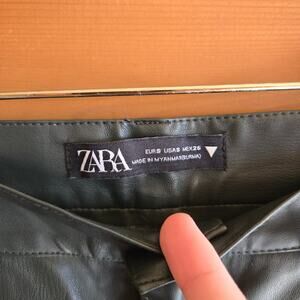 ZARA
EUR S USA S MEX 26
MADE IN MYANMAR(BURMA)